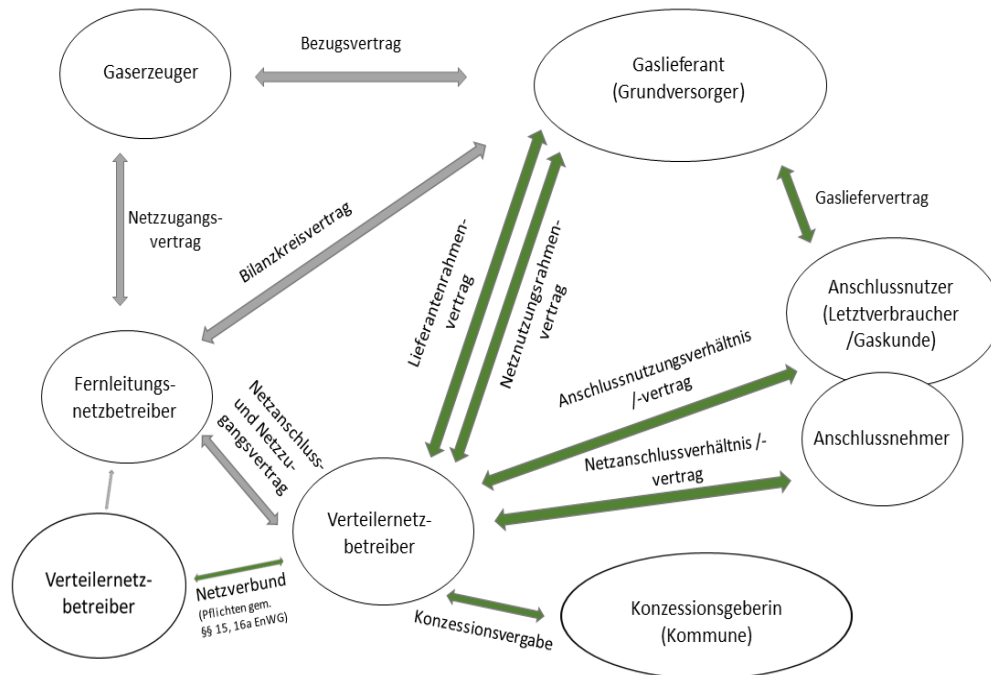 Bezugsvertrag
Gaserzeuger
Gaslieferant
(Grundversorger)
Netzzugangs-
vertrag
Bilanzkreisvertrag
Lieferantenrahmen-
vertrag
Netznutzungsrahmen-
vertrag
Gasliefervertrag
Anschlussnutzer
(Letztverbraucher
/Gaskunde)
Anschlussnutzungsverhältnis
/-vertrag
Fernleitungs-
netzbetreiber
Netzanschluss-
und Netzzu-
gangsvertrag
Anschlussnehmer
Netzanschlussverhältnis /-
vertrag
Verteilernetz-
betreiber
Verteilernetz-
betreiber
Netzverbund
(Pflichten gem.
§§ 15, 16a EnWG)
Konzessionsvergabe
Konzessionsgeberin
(Kommune)